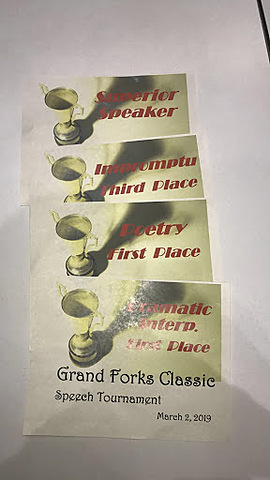 Superior
Speaker
Impromptu
Third Place
Poetry
First Place
Dramatic
Interp.
First Place
Grand Forks Classic
Speech Tournament
March 2, 2019